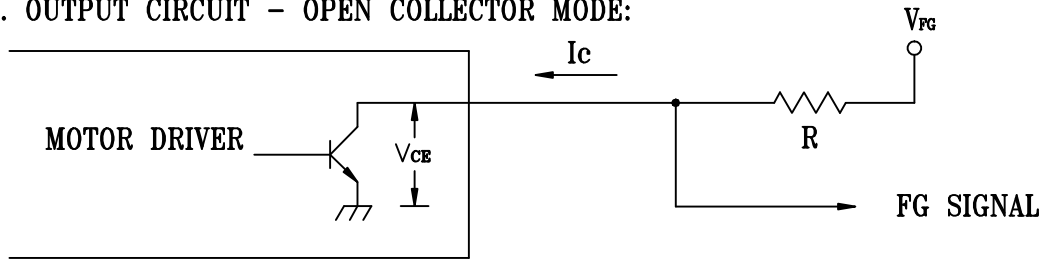 . OUTPUT CIRCUIT – OPEN COLLECTOR MODE:
VFG
Ic
MOTOR DRIVER
VCE
R
FG SIGNAL